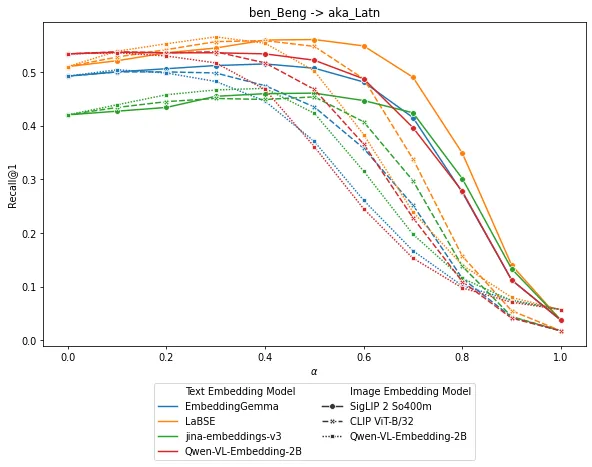 ben_Beng -> aka_Latn
Recall@1
0.5
0.4
0.3
0.2
0.1
0.0
0.0 0.2 0.4 0.6 0.8 1.0
α
Text Embedding Model
EmbeddingGemma
LaBSE
jina-embeddings-v3
Qwen-VL-Embedding-2B
Image Embedding Model
SigLIP 2 So400m
CLIP ViT-B/32
Qwen-VL-Embedding-2B